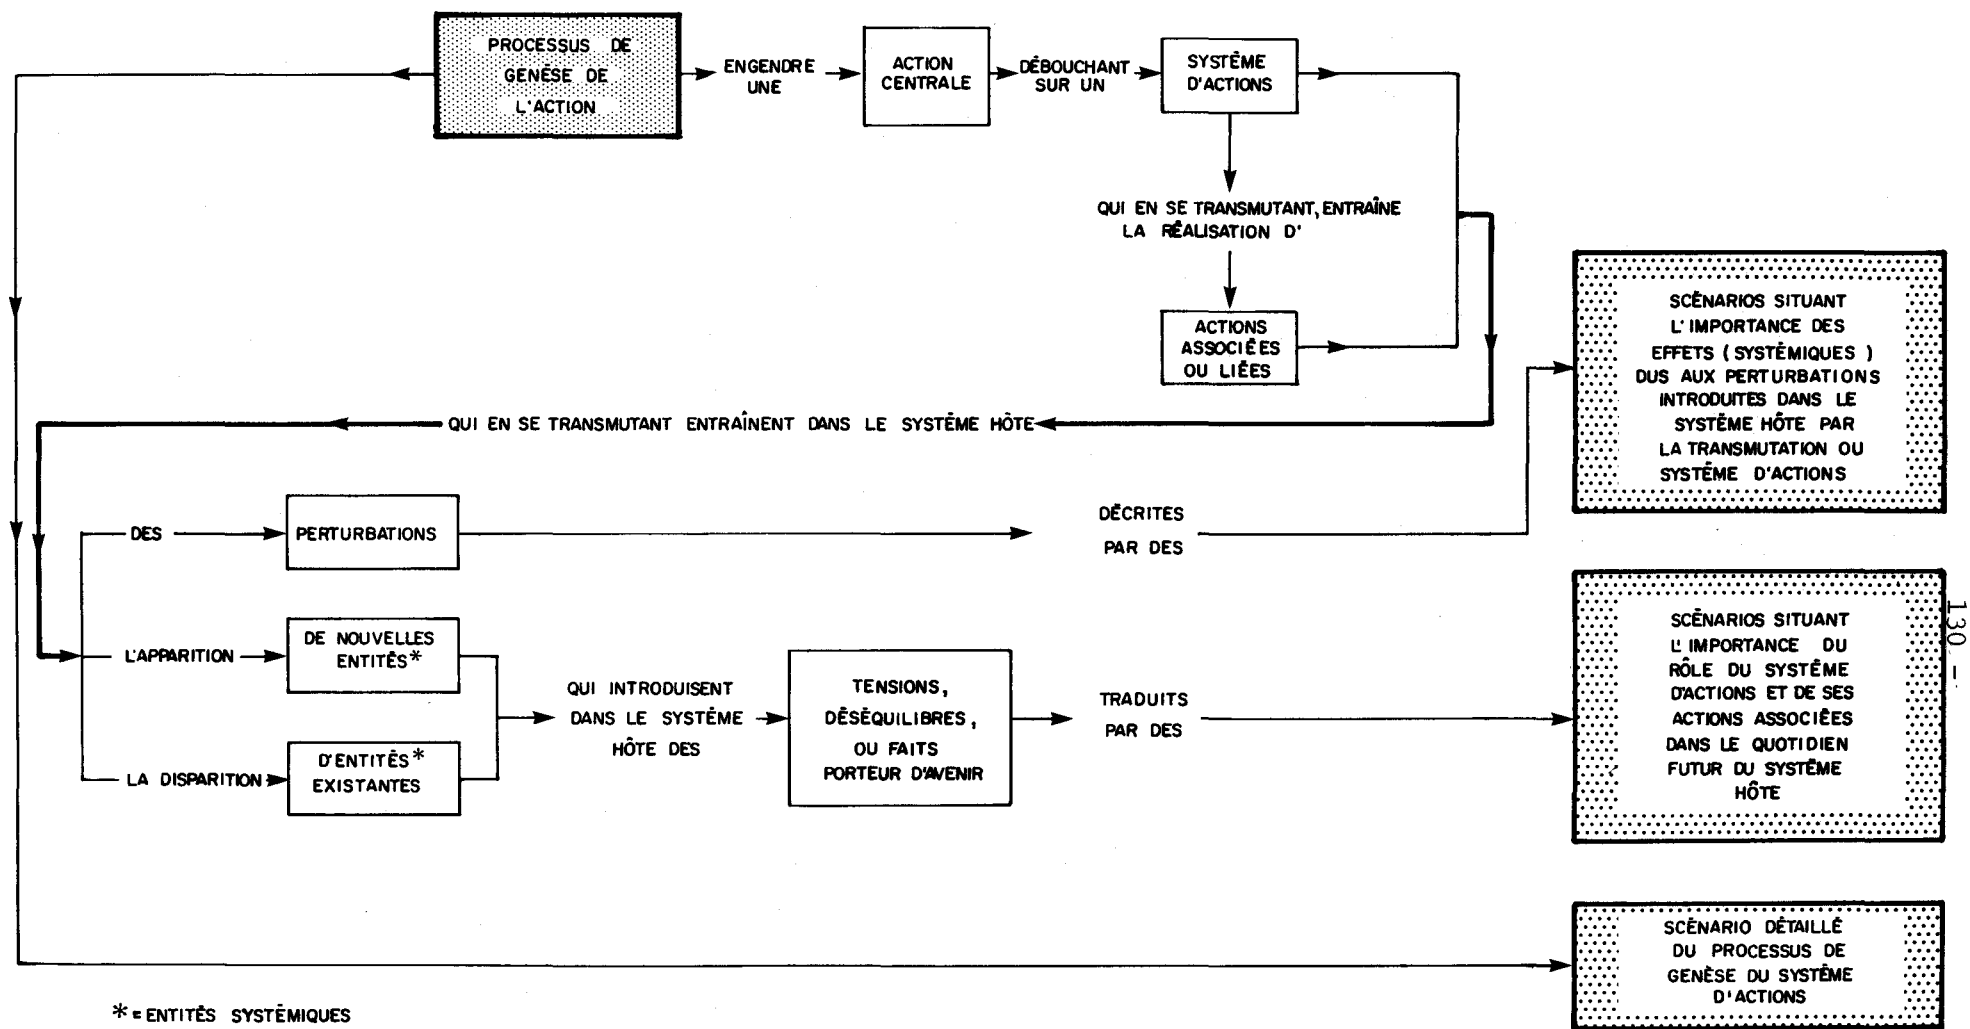 PROCESSUS DE
GENÈSE DE
L'ACTION
ENGENDRE
UNE
ACTION
CENTRALE
DÉBOUCHANT
SUR UN
SYSTÈME
D'ACTIONS
QUI EN SE TRANSMUTANT, ENTRAÎNE
LA RÉALISATION D'
ACTIONS
ASSOCIÉES
OU LIÉES
QUI EN SE TRANSMUTANT ENTRAÎNENT DANS LE SYSTÈME HÔTE
SCÉNARIOS SITUANT
L'IMPORTANCE DES
EFFETS (SYSTÉMIQUES)
DUS AUX PERTURBATIONS
INTRODUITES DANS LE
SYSTÈME HÔTE PAR
LA TRANSMUTATION OU
SYSTÈME D'ACTIONS
DES
PERTURBATIONS
DÉCRITES
PAR DES
L'APPARITION
DE NOUVELLES
ENTITÉS*
LA DISPARITION
D'ENTITÉS*
EXISTANTES
QUI INTRODUISENT
DANS LE SYSTÈME
HÔTE DES
TENSIONS,
DÉSÉQUILIBRES,
OU FAITS
PORTEUR D'AVENIR
TRADUITS
PAR DES
SCÉNARIOS SITUANT
L'IMPORTANCE DU
RÔLE DU SYSTÈME
D'ACTIONS ET DE SES
ACTIONS ASSOCIÉES
DANS LE QUOTIDIEN
FUTUR DU SYSTÈME
HÔTE
130 -
SCÉNARIO DÉTAILLÉ
DU PROCESSUS DE
GENÈSE DU SYSTÈME
D'ACTIONS
* = ENTITÉS SYSTÉMIQUES